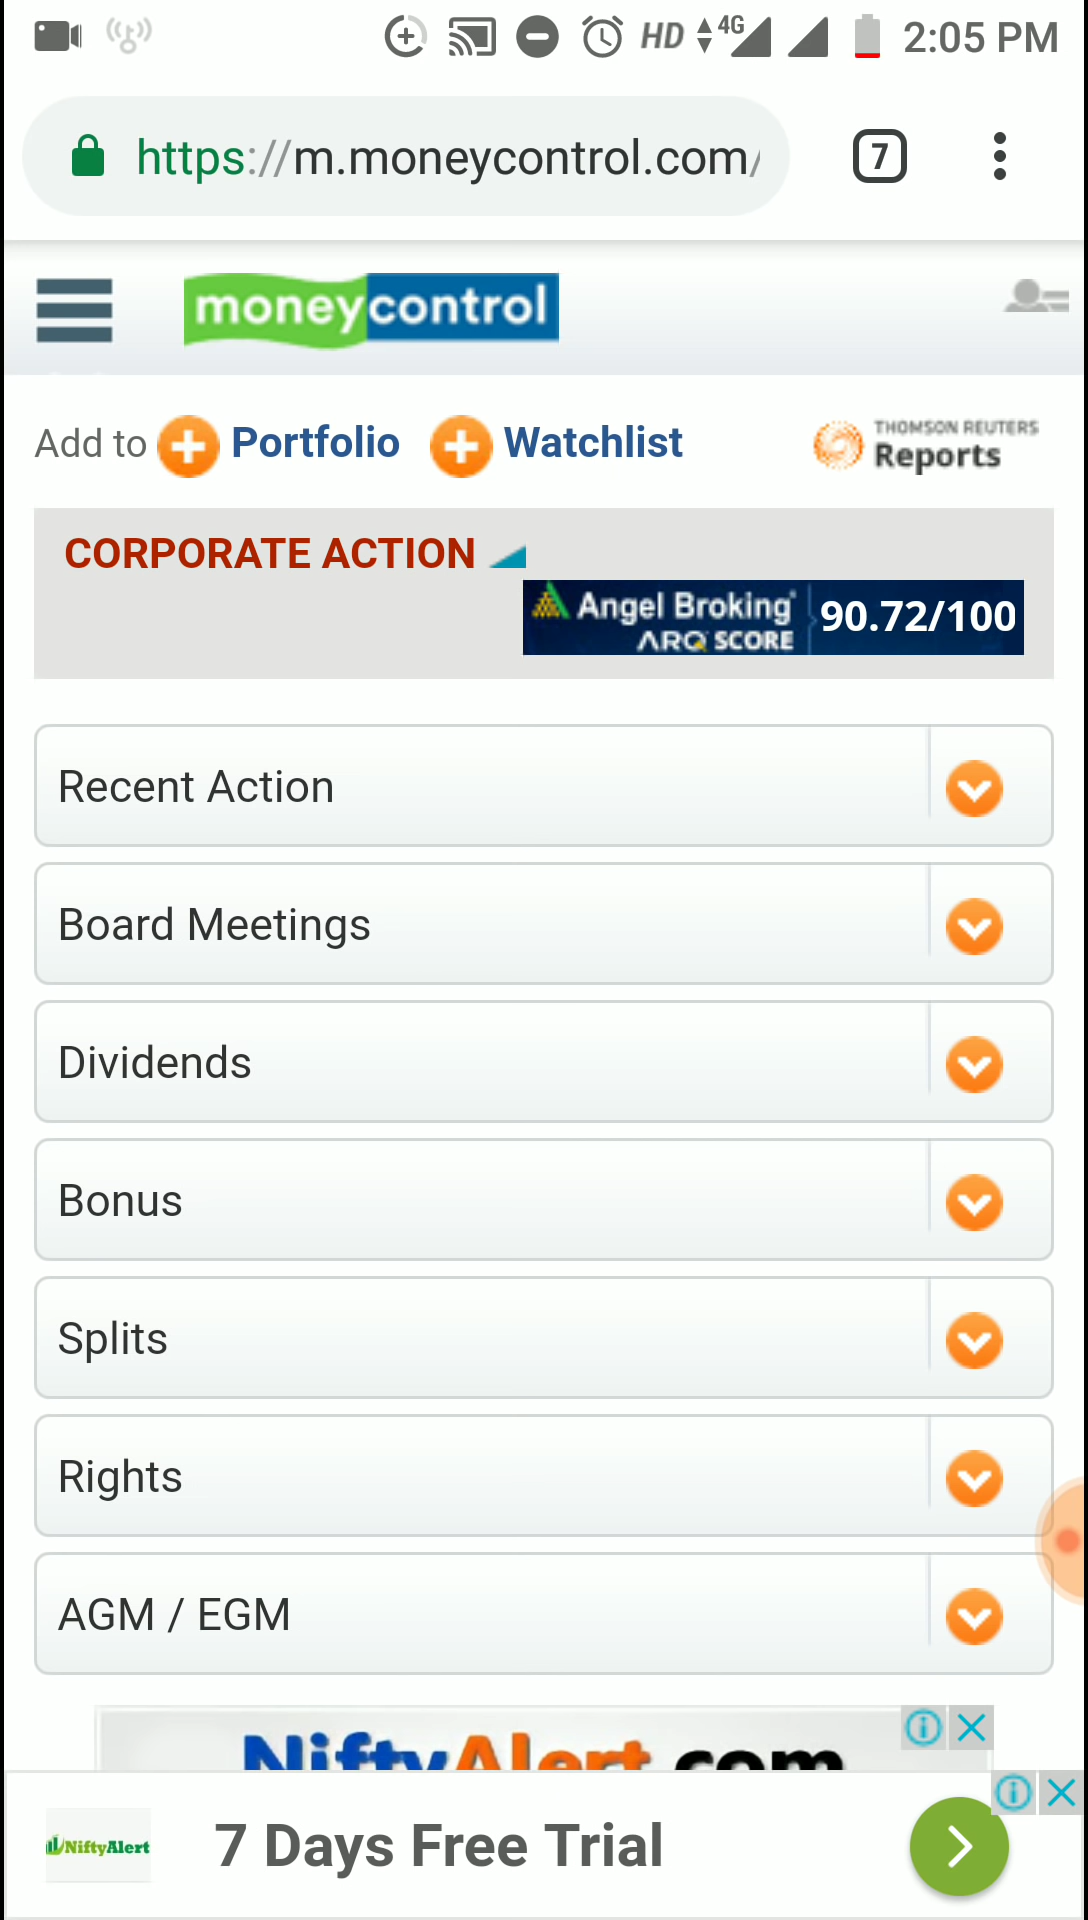 HD 4G 2:05 PM
https://m.moneycontrol.com/
7
moneycontrol
Add to Portfolio Watchlist
THOMSON REUTERS
Reports
CORPORATE ACTION
Angel Broking 90.72/100
ARQ SCORE
Recent Action
Board Meetings
Dividends
Bonus
Splits
Rights
AGM / EGM
NiftyAlert.com
NiftyAlert
7 Days Free Trial